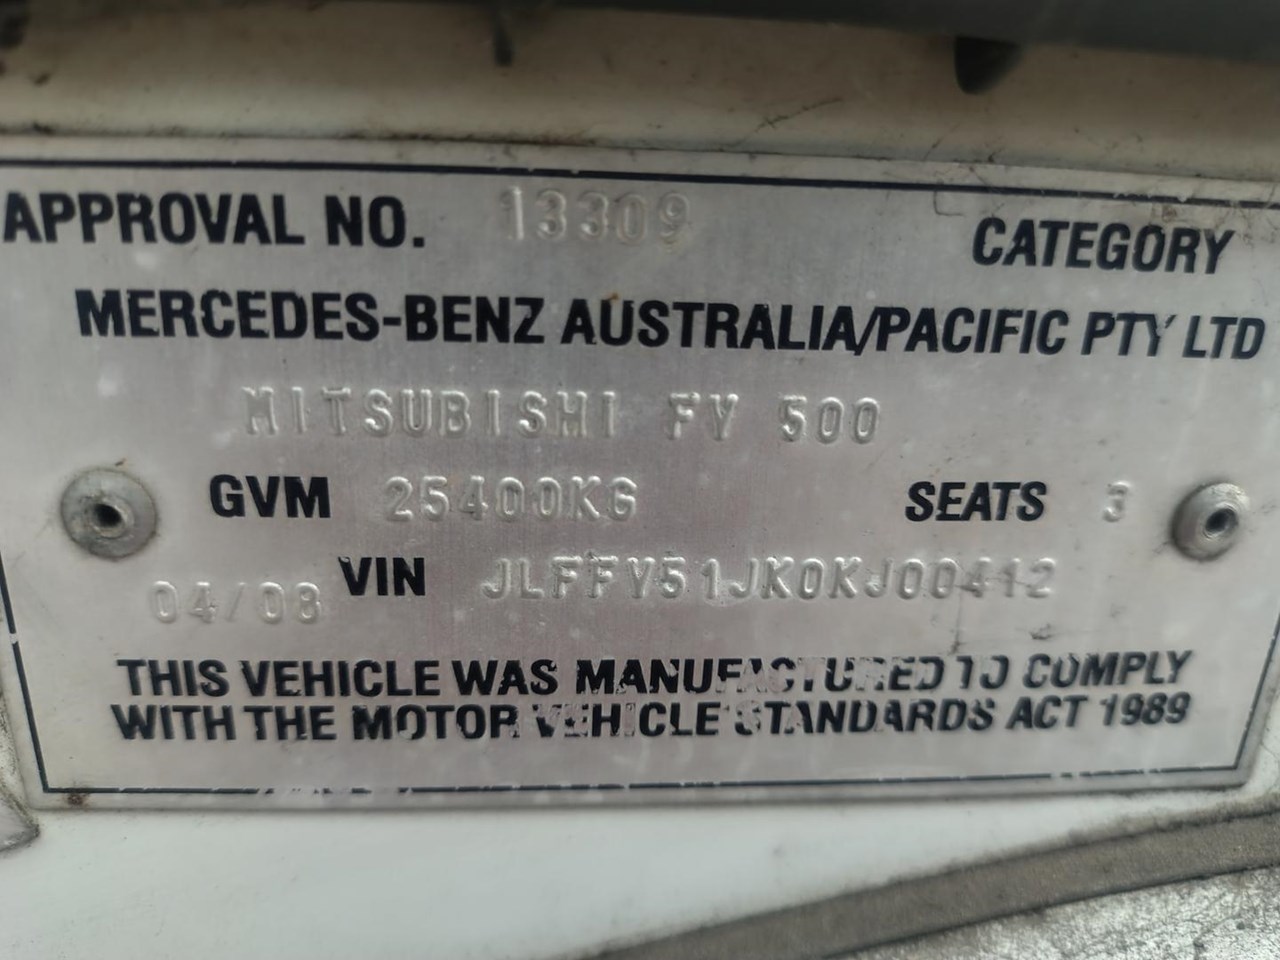 APPROVAL NO. 13309 CATEGORY
MERCEDES-BENZ AUSTRALIA/PACIFIC PTY LTD
MITSUBISHI FV 500
GVM 25400KG SEATS 3
04/08 VIN JLFFV51JK0KJ00412
THIS VEHICLE WAS MANUFACTURED TO COMPLY
WITH THE MOTOR VEHICLE STANDARDS ACT 1989